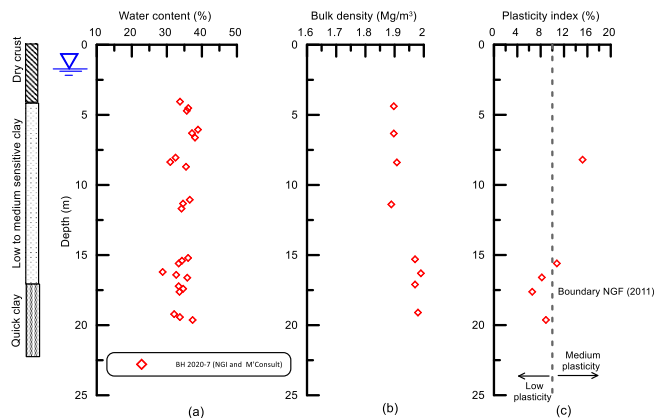 Water content (%)
10 20 30 40 50
Bulk density (Mg/m³)
1.6 1.7 1.8 1.9 2
Plasticity index (%)
0 4 8 12 16 20
Dry crust
Low to medium sensitive clay
Quick clay
Depth (m)
0
5
10
15
20
25
0
5
10
15
20
25
0
5
10
15
20
25
Boundary NGF (2011)
BH 2020-7 (NGI and M'Consult)
Medium
plasticity
Low
plasticity
(a)
(b)
(c)